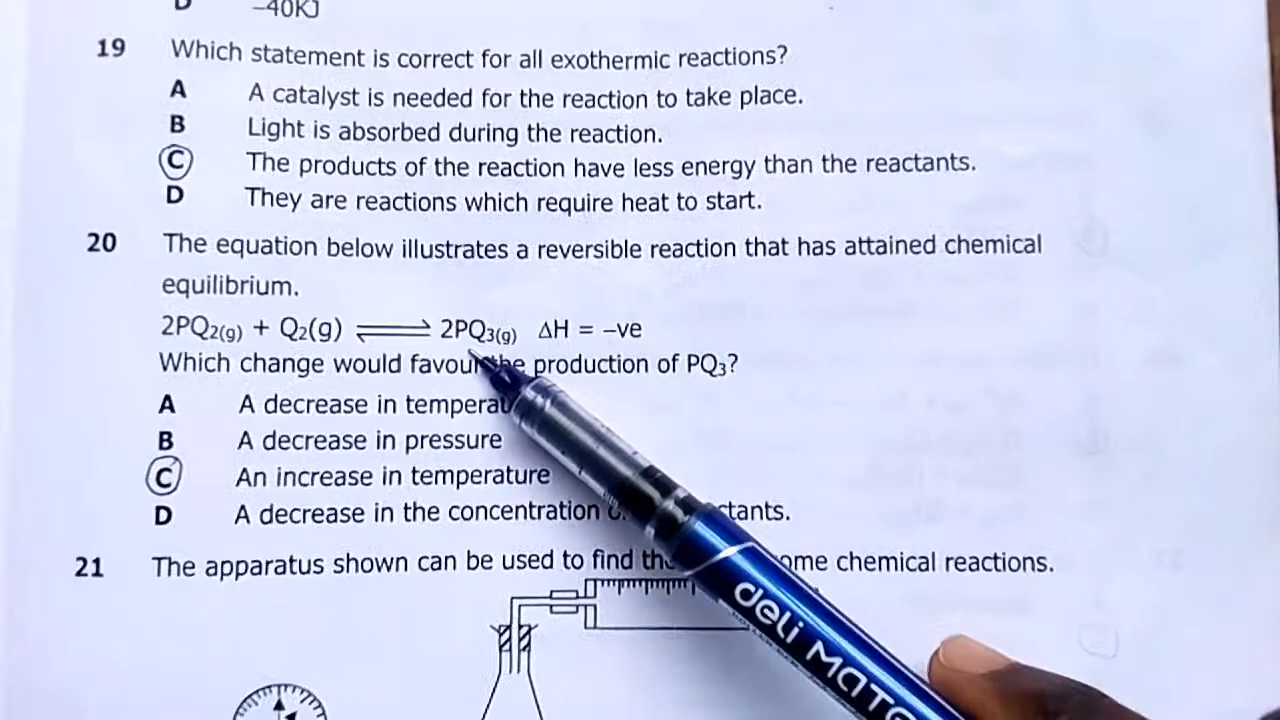 D -40KJ
19 Which statement is correct for all exothermic reactions?
A A catalyst is needed for the reaction to take place.
B Light is absorbed during the reaction.
C The products of the reaction have less energy than the reactants.
D They are reactions which require heat to start.
20 The equation below illustrates a reversible reaction that has attained chemical
equilibrium.
2PQ2(g) + Q2(g) ⇌ 2PQ3(g) ΔH = –ve
Which change would favour the production of PQ3?
A A decrease in
B A decrease in pressure
C An increase in temperature
D A decrease in the concentration
21 The apparatus shown can be used to find chemical reactions.
deli MATE